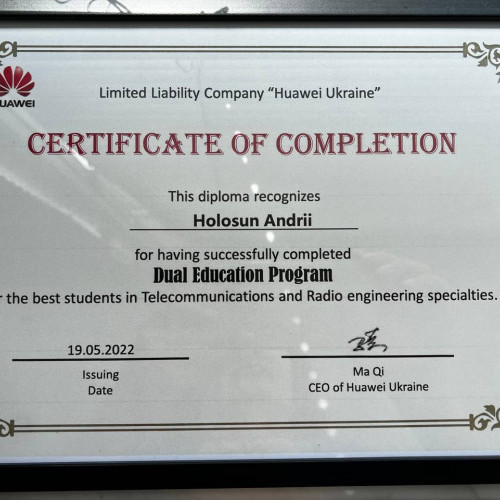 HUAWEI
Limited Liability Company “Huawei Ukraine”
CERTIFICATE OF COMPLETION
This diploma recognizes
Holosun Andrii
for having successfully completed
Dual Education Program
r the best students in Telecommunications and Radio engineering specialties.
19.05.2022
Issuing
Date
Ma Qi
CEO of Huawei Ukraine